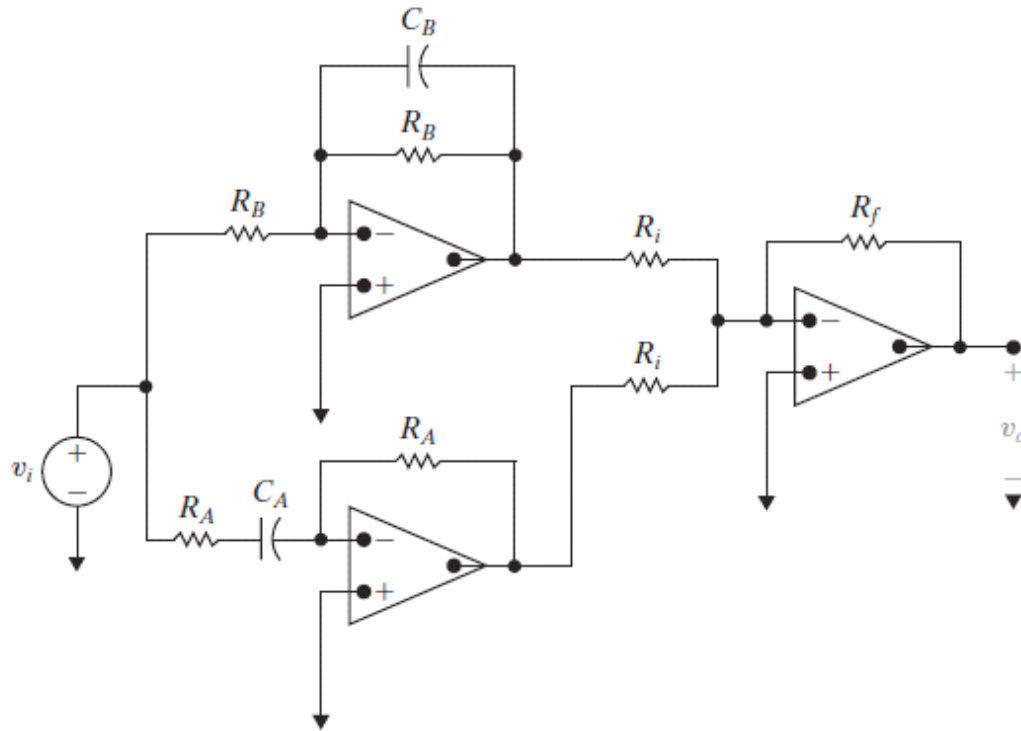 C_B
R_B
R_B
R_i
R_f
−
+
−
+
R_i
+
R_A
+
−
v_i
R_A
C_A
−
+
−